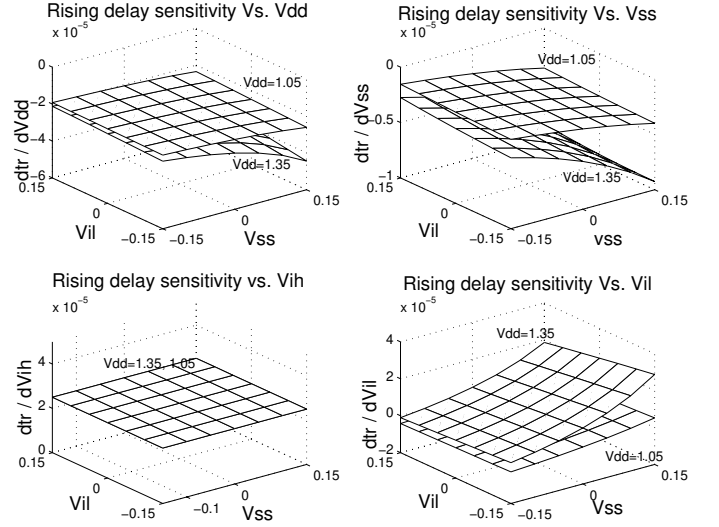 Rising delay sensitivity Vs. Vdd
x 10⁻⁵
0
−2
−4
−6
dtr / dVdd
Vdd=1.05
Vdd=1.35
0.15
0
−0.15
Vil
−0.15
0
0.15
Vss
Rising delay sensitivity Vs. Vss
x 10⁻⁵
0
−0.5
−1
dtr / dVss
Vdd=1.05
Vdd=1.35
0.15
0
−0.15
Vil
−0.15
0
0.15
vss
Rising delay sensitivity vs. Vih
x 10⁻⁵
4
2
0
dtr / dVih
Vdd=1.35, 1.05
0.15
0
−0.15
Vil
−0.1
0
0.15
Vss
Rising delay sensitivity Vs. Vil
x 10⁻⁵
4
2
0
−2
dtr / dVil
Vdd=1.35
Vdd=1.05
0.15
0
−0.15
Vil
−0.15
0
0.15
Vss